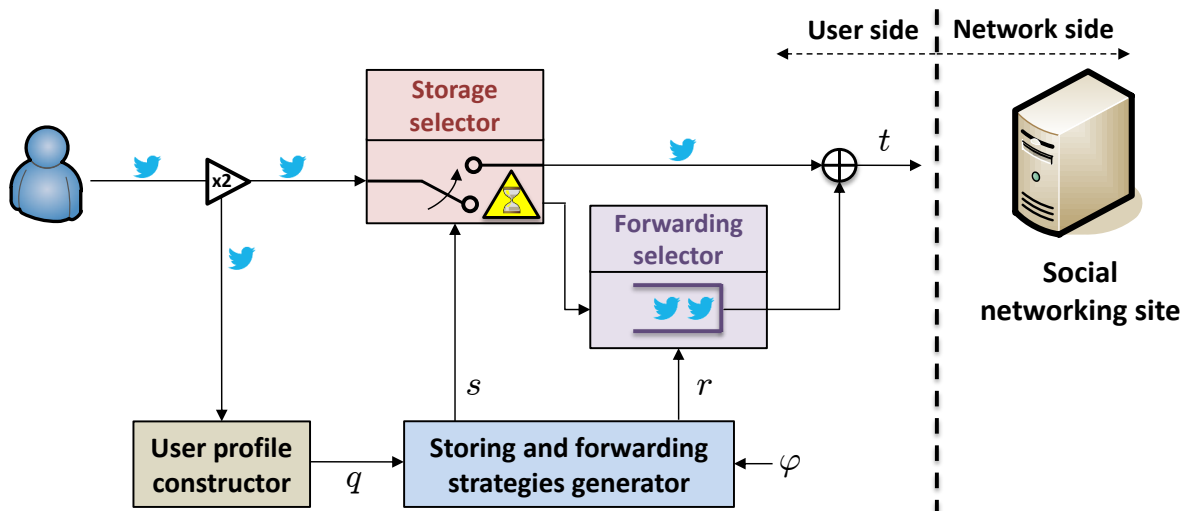 User side
Network side
Storage
selector
t
x2
Forwarding
selector
Social
networking site
s
r
User profile
constructor
q
Storing and forwarding
strategies generator
φ